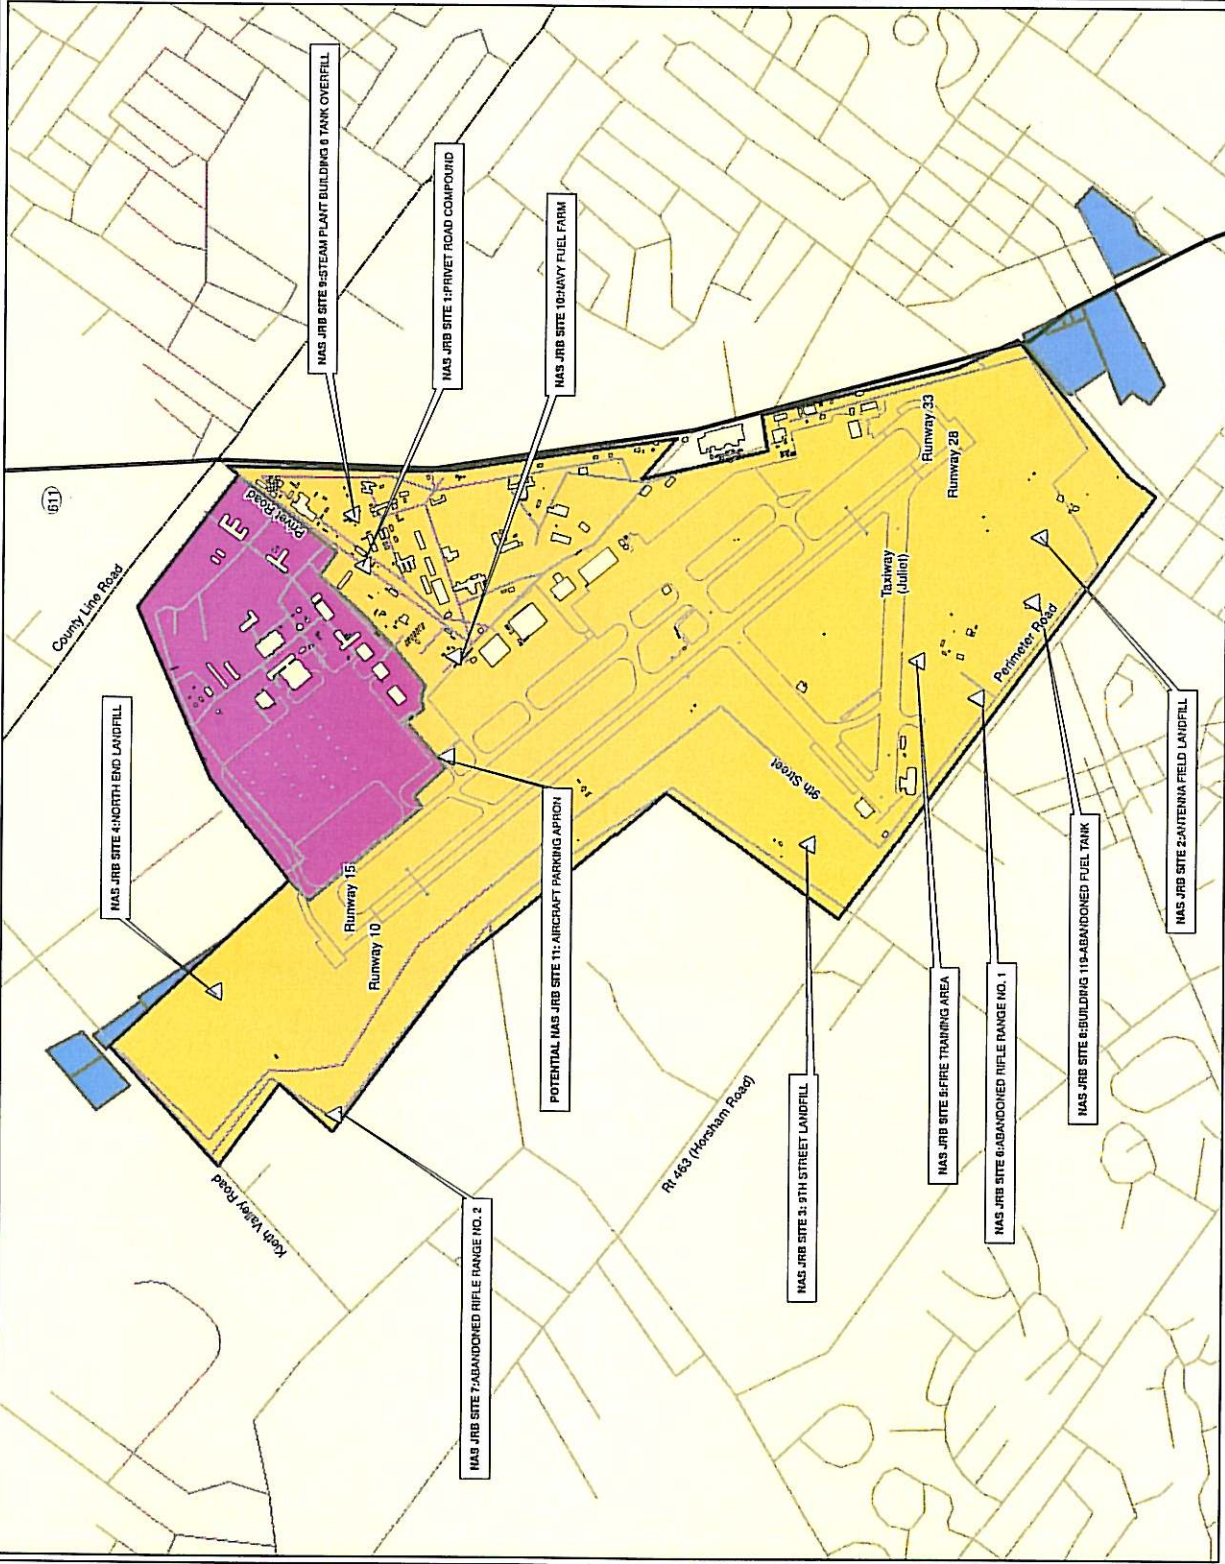 NAS JRB SITE 9:STEAM PLANT BUILDING 6 TANK OVERFILL
NAS JRB SITE 1:PRIVET ROAD COMPOUND
NAS JRB SITE 10:NAVY FUEL FARM
611
County Line Road
Privet Road
NAS JRB SITE 4:NORTH END LANDFILL
Runway 15
Runway 10
POTENTIAL NAS JRB SITE 11: AIRCRAFT PARKING APRON
Runway 33
Runway 28
Taxiway
(Juliet)
9th Street
Perimeter Road
Kieth Valley Road
NAS JRB SITE 7:ABANDONED RIFLE RANGE NO. 2
Rt 463 (Horsham Road)
NAS JRB SITE 3: 9TH STREET LANDFILL
NAS JRB SITE 5:FIRE TRAINING AREA
NAS JRB SITE 6:ABANDONED RIFLE RANGE NO. 1
NAS JRB SITE 8:BUILDING 119-ABANDONED FUEL TANK
NAS JRB SITE 2:ANTENNA FIELD LANDFILL